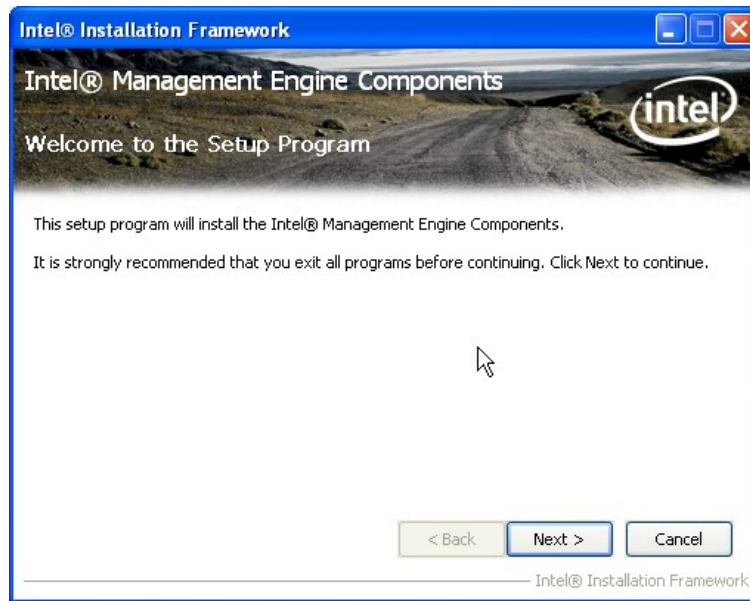 Intel® Installation Framework
Intel® Management Engine Components
intel
Welcome to the Setup Program
This setup program will install the Intel® Management Engine Components.
It is strongly recommended that you exit all programs before continuing. Click Next to continue.
< Back Next > Cancel
Intel® Installation Framework